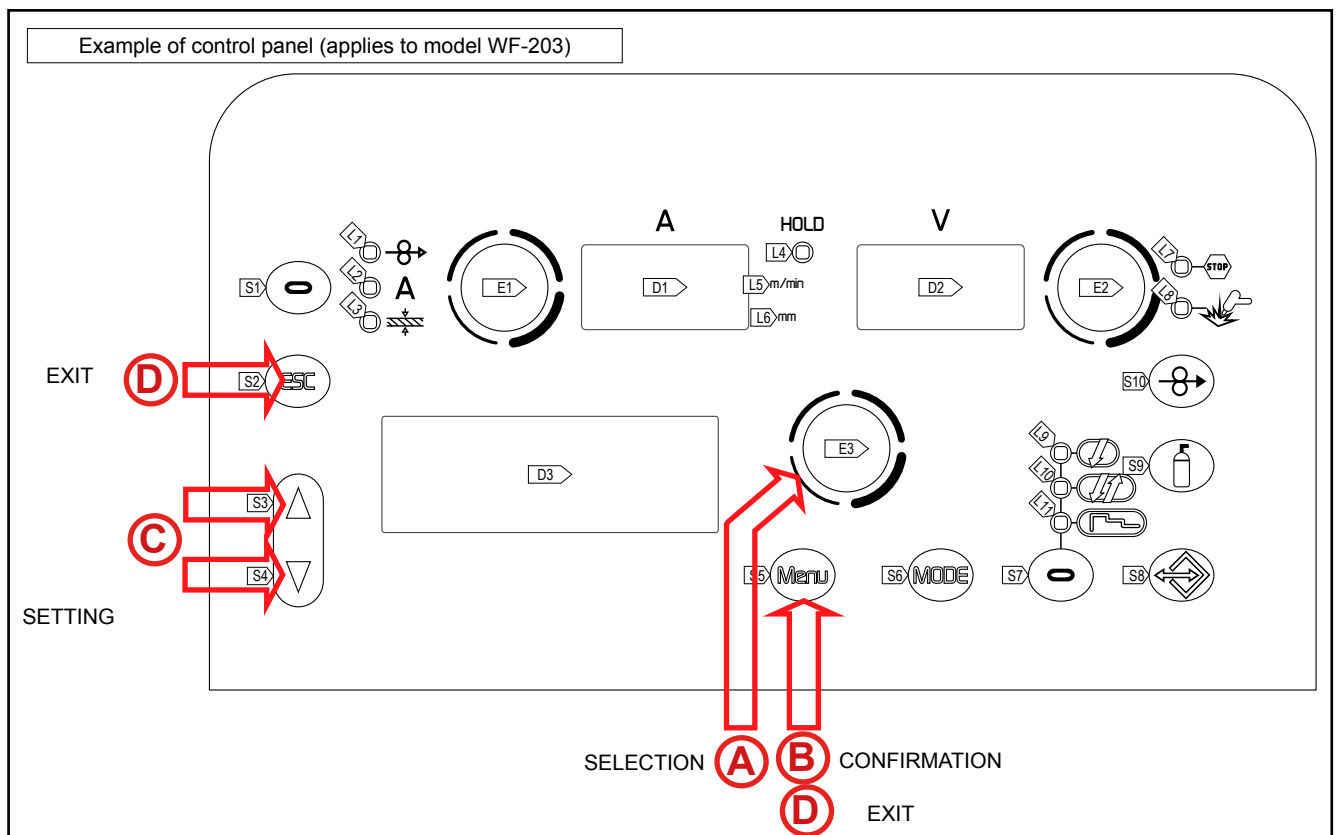 Example of control panel (applies to model WF-203)
A
HOLD
V
L1
L2
A
L3
S1
E1
D1
L4
L5 m/min
L6 mm
D2
E2
L7
STOP
L8
EXIT
D
S2
ESC
S10
D3
E3
L9
L10
L11
S9
S3
C
S4
SETTING
S5
Menu
S6
MODE
S7
S8
SELECTION
A
B
CONFIRMATION
D
EXIT